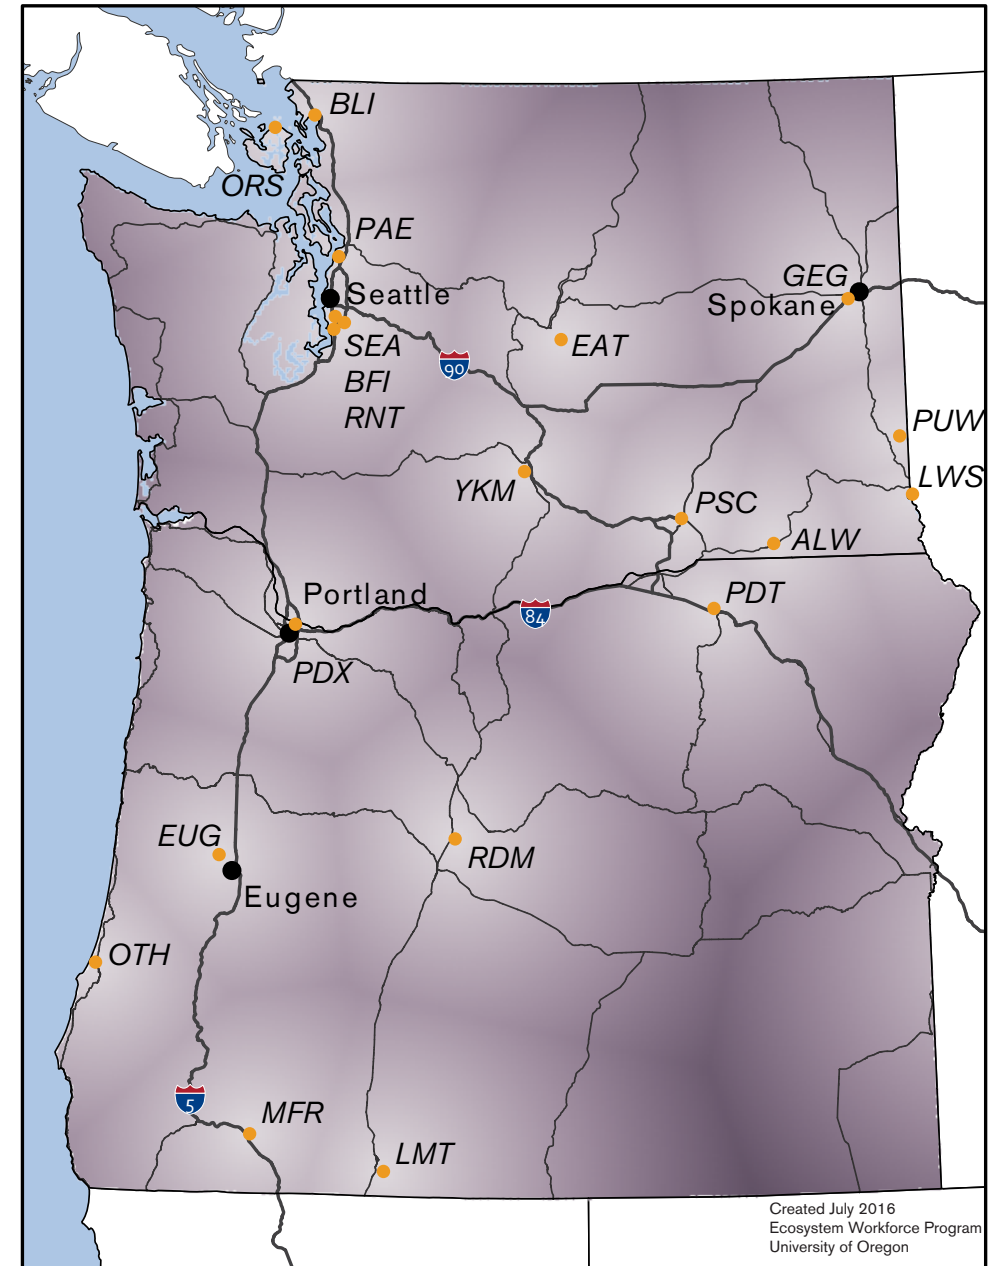 BLI
ORS
PAE
Seattle
GEG
Spokane
SEA
BFI
RNT
EAT
90
PUW
LWS
YKM
PSC
ALW
Portland
84
PDT
PDX
EUG
RDM
Eugene
OTH
5
MFR
LMT
Created July 2016
Ecosystem Workforce Program
University of Oregon